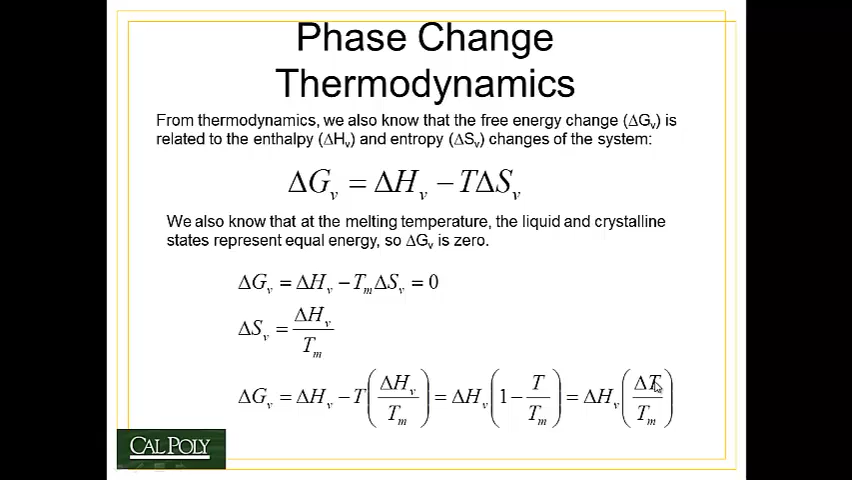 Phase Change
Thermodynamics
From thermodynamics, we also know that the free energy change (ΔGᵥ) is
related to the enthalpy (ΔHᵥ) and entropy (ΔSᵥ) changes of the system:
ΔGᵥ = ΔHᵥ − TΔSᵥ
We also know that at the melting temperature, the liquid and crystalline
states represent equal energy, so ΔGᵥ is zero.
ΔGᵥ = ΔHᵥ − TₘΔSᵥ = 0
ΔSᵥ = ΔHᵥ / Tₘ
ΔGᵥ = ΔHᵥ − T(ΔHᵥ / Tₘ) = ΔHᵥ(1 − T / Tₘ) = ΔHᵥ(ΔT / Tₘ)
CAL POLY